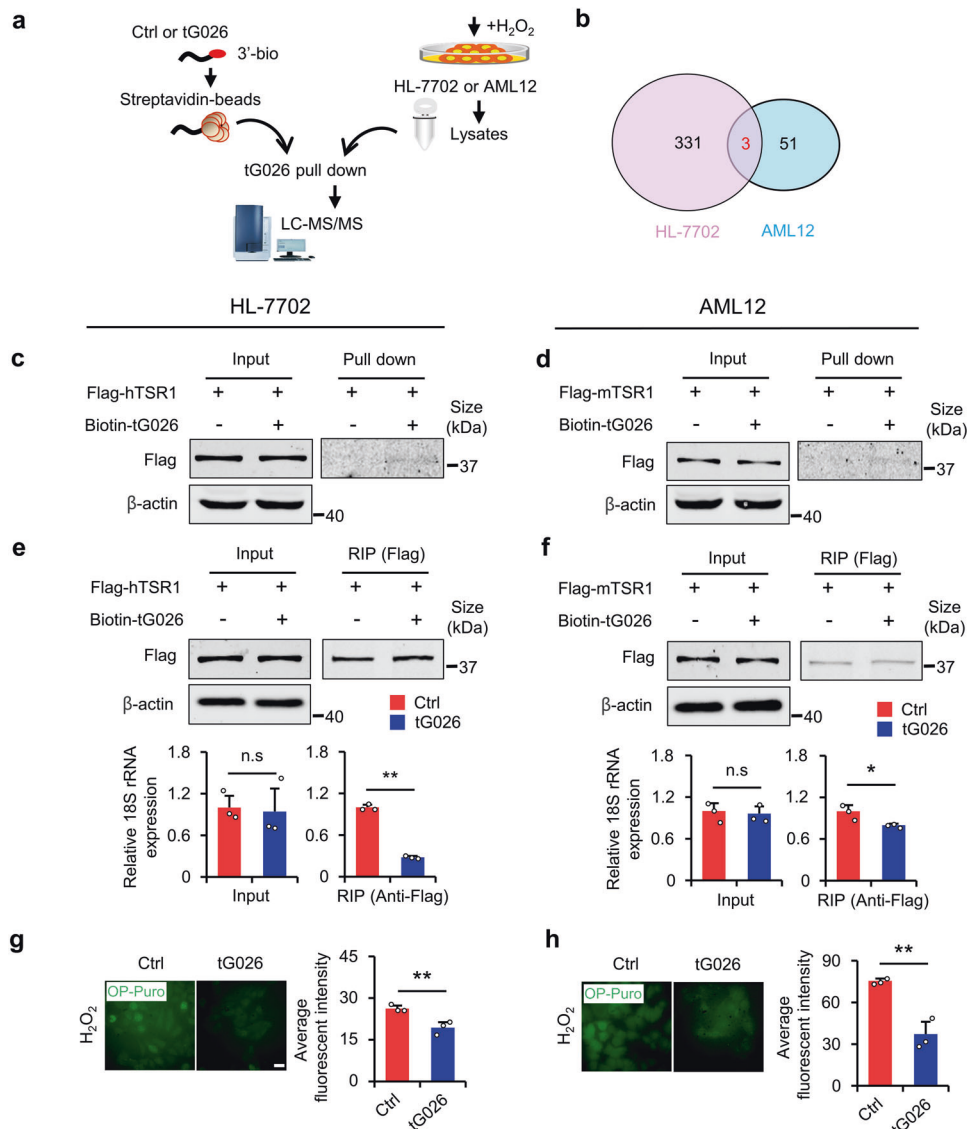 a
Ctrl or tG026
3'-bio
Streptavidin-beads
+H₂O₂
HL-7702 or AML12
Lysates
tG026 pull down
LC-MS/MS
b
331
3
51
HL-7702
AML12
HL-7702
AML12
c
Input
Pull down
Flag-hTSR1
+
+
+
+
Size
(kDa)
Biotin-tG026
-
+
-
+
Flag
37
β-actin
40
d
Input
Pull down
Flag-mTSR1
+
+
+
+
Size
(kDa)
Biotin-tG026
-
+
-
+
Flag
37
β-actin
40
e
Input
RIP (Flag)
Flag-hTSR1
+
+
+
+
Size
(kDa)
Biotin-tG026
-
+
-
+
Flag
37
β-actin
40
Ctrl
tG026
Relative 18S rRNA
expression
1.8
1.2
0.6
0
n.s
Input
1.8
1.2
0.6
0
**
RIP (Anti-Flag)
f
Input
RIP (Flag)
Flag-mTSR1
+
+
+
+
Size
(kDa)
Biotin-tG026
-
+
-
+
Flag
37
β-actin
40
Ctrl
tG026
Relative 18S rRNA
expression
1.8
1.2
0.6
0
n.s
Input
1.8
1.2
0.6
0
*
RIP (Anti-Flag)
g
Ctrl
tG026
OP-Puro
H₂O₂
Average
fluorescent intensity
45
30
15
0
**
Ctrl
tG026
h
Ctrl
tG026
OP-Puro
H₂O₂
Average
fluorescent intensity
90
60
30
0
**
Ctrl
tG026